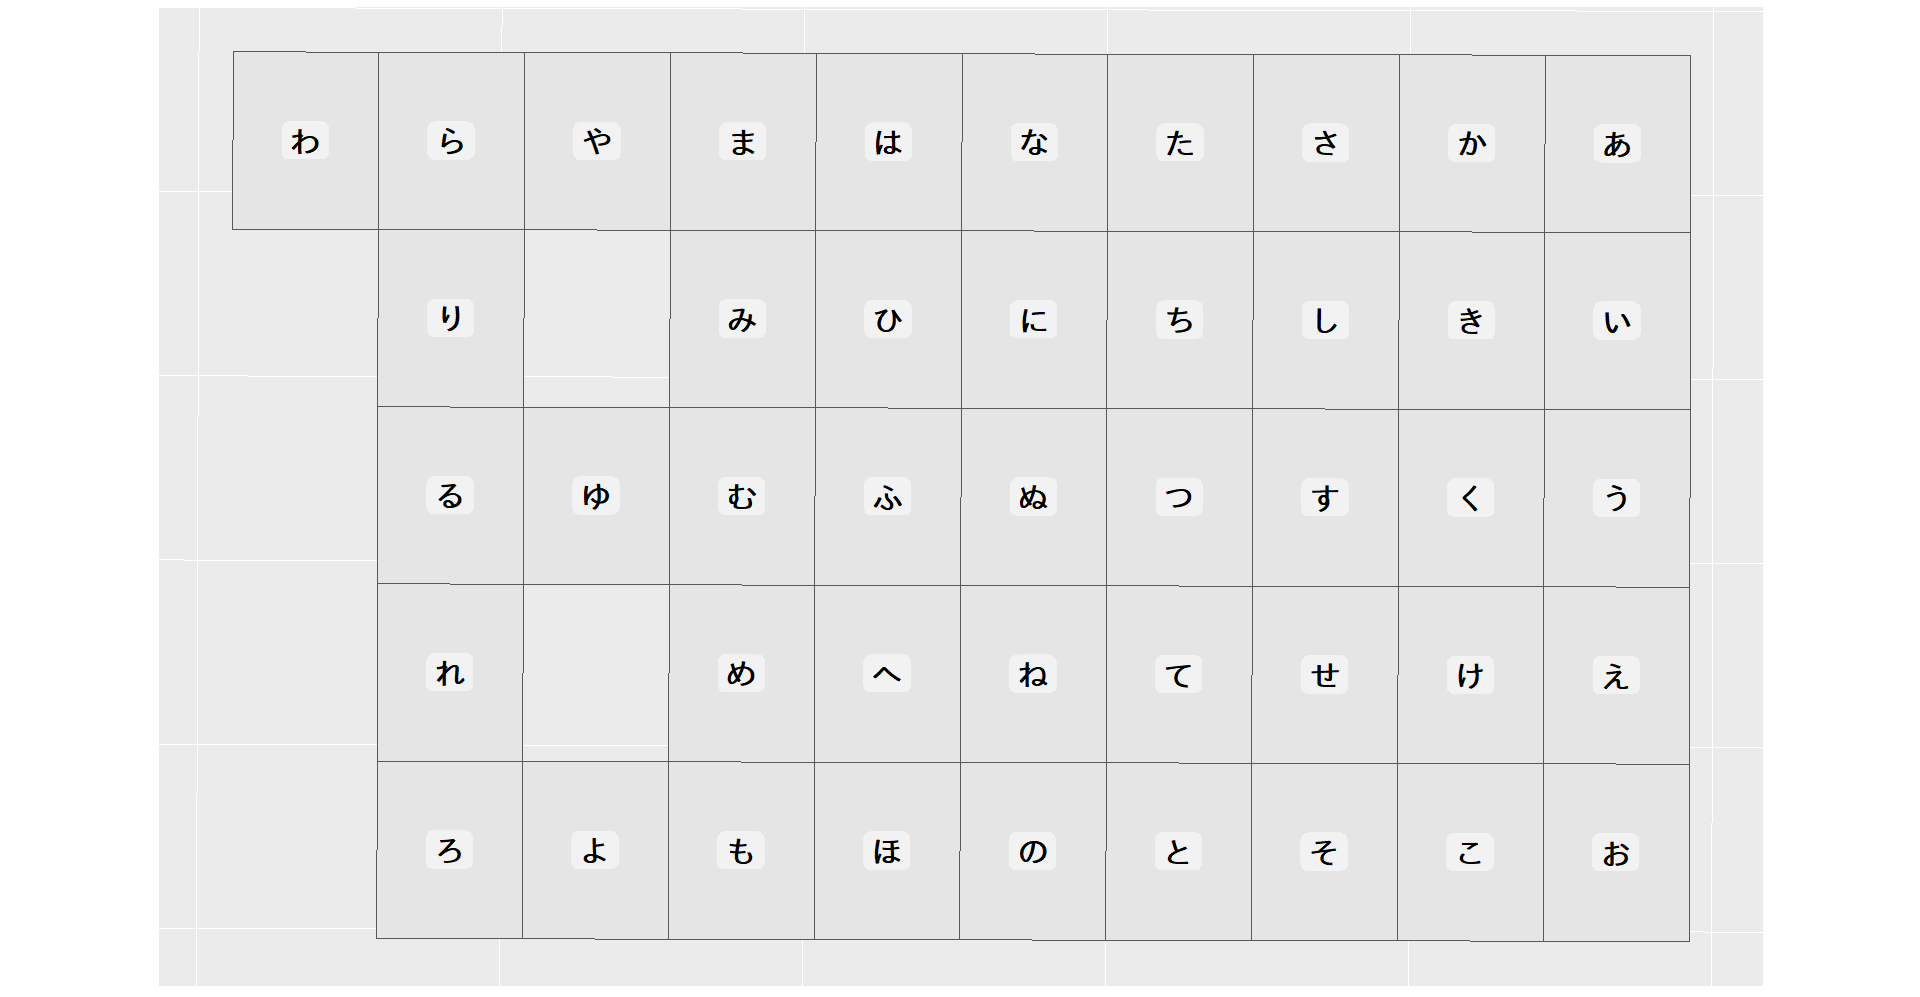 わ ら や ま は な た さ か あ
り み ひ に ち し き い
る ゆ む ふ ぬ つ す く う
れ め へ ね て せ け え
ろ よ も ほ の と そ こ お